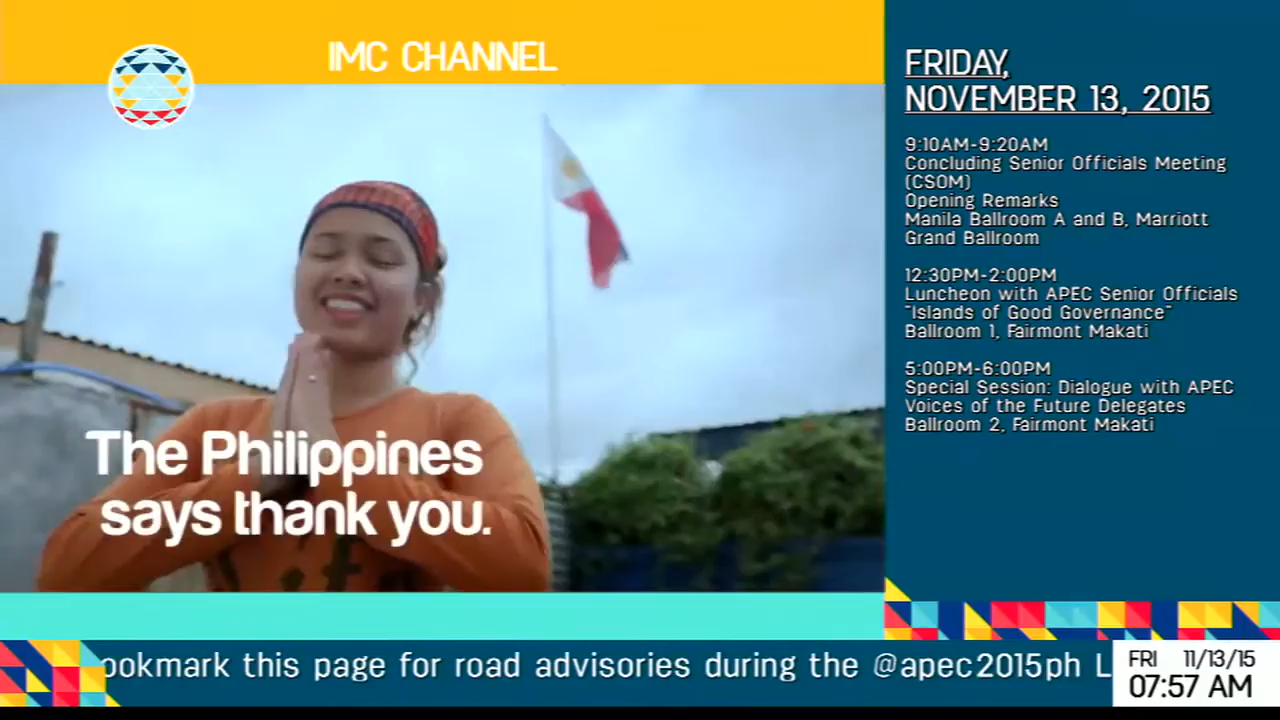 IMC CHANNEL
The Philippines
says thank you.
FRIDAY,
NOVEMBER 13, 2015
9:10AM-9:20AM
Concluding Senior Officials Meeting
(CSOM)
Opening Remarks
Manila Ballroom A and B, Marriott
Grand Ballroom
12:30PM-2:00PM
Luncheon with APEC Senior Officials
"Islands of Good Governance"
Ballroom 1, Fairmont Makati
5:00PM-6:00PM
Special Session: Dialogue with APEC
Voices of the Future Delegates
Ballroom 2, Fairmont Makati
ookmark this page for road advisories during the @apec2015ph L
FRI 11/13/15
07:57 AM